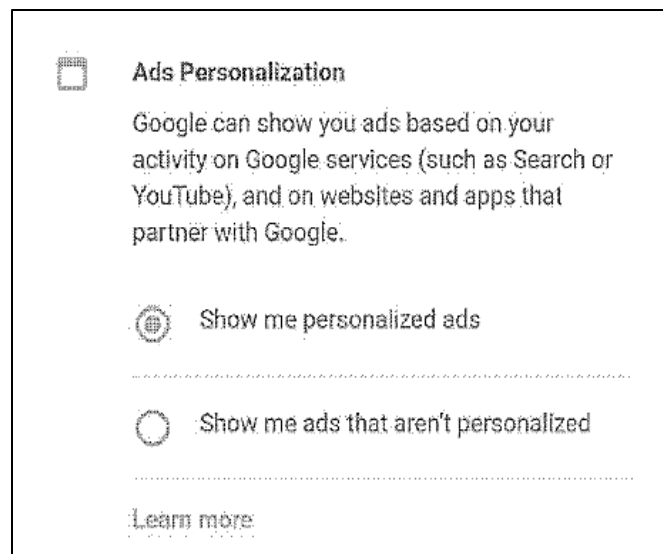 Ads Personalization
Google can show you ads based on your
activity on Google services (such as Search or
YouTube), and on websites and apps that
partner with Google.
Show me personalized ads
Show me ads that aren't personalized
Learn more